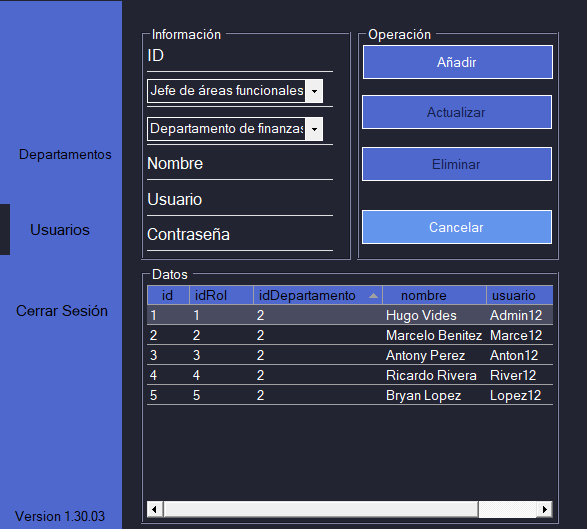 Departamentos
Usuarios
Cerrar Sesión
Version 1.30.03
Información
ID
Jefe de áreas funcionales
Departamento de finanzas
Nombre
Usuario
Contraseña
Operación
Añadir
Actualizar
Eliminar
Cancelar
Datos
id idRol idDepartamento nombre usuario
1 1 2 Hugo Vides Admin12
2 2 2 Marcelo Benitez Marce12
3 3 2 Antony Perez Anton12
4 4 2 Ricardo Rivera River12
5 5 2 Bryan Lopez Lopez12